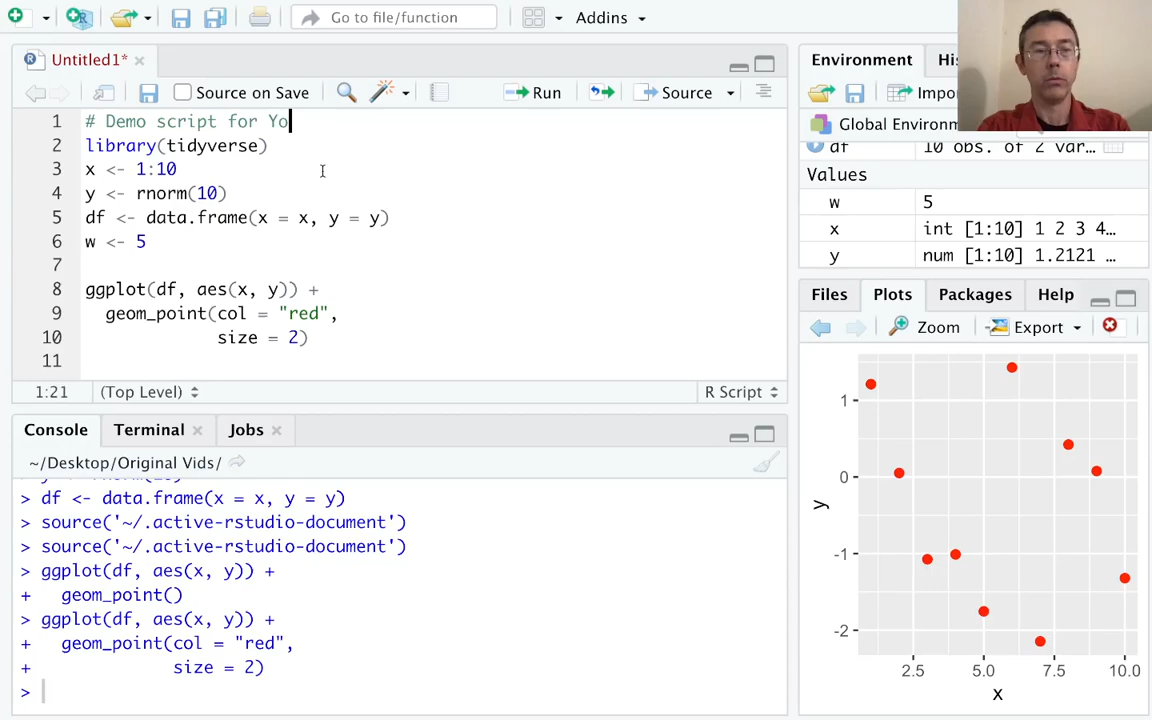 Go to file/function
Addins
Untitled1*
Source on Save
Run
Source
1 # Demo script for Yo
2 library(tidyverse)
3 x <- 1:10
4 y <- rnorm(10)
5 df <- data.frame(x = x, y = y)
6 w <- 5
7
8 ggplot(df, aes(x, y)) +
9 geom_point(col = "red",
10 size = 2)
11
1:21 (Top Level) R Script
Console Terminal Jobs
~/Desktop/Original Vids/
> df <- data.frame(x = x, y = y)
> source('~/.active-rstudio-document')
> source('~/.active-rstudio-document')
> ggplot(df, aes(x, y)) +
+ geom_point()
> ggplot(df, aes(x, y)) +
+ geom_point(col = "red",
+ size = 2)
>
Environment Hi
Impo
Global Environm
df 10 obs. of 2 var…
Values
w 5
x int [1:10] 1 2 3 4…
y num [1:10] 1.2121 …
Files Plots Packages Help
Zoom Export
1
0
-1
-2
y
2.5 5.0 7.5 10.0
x